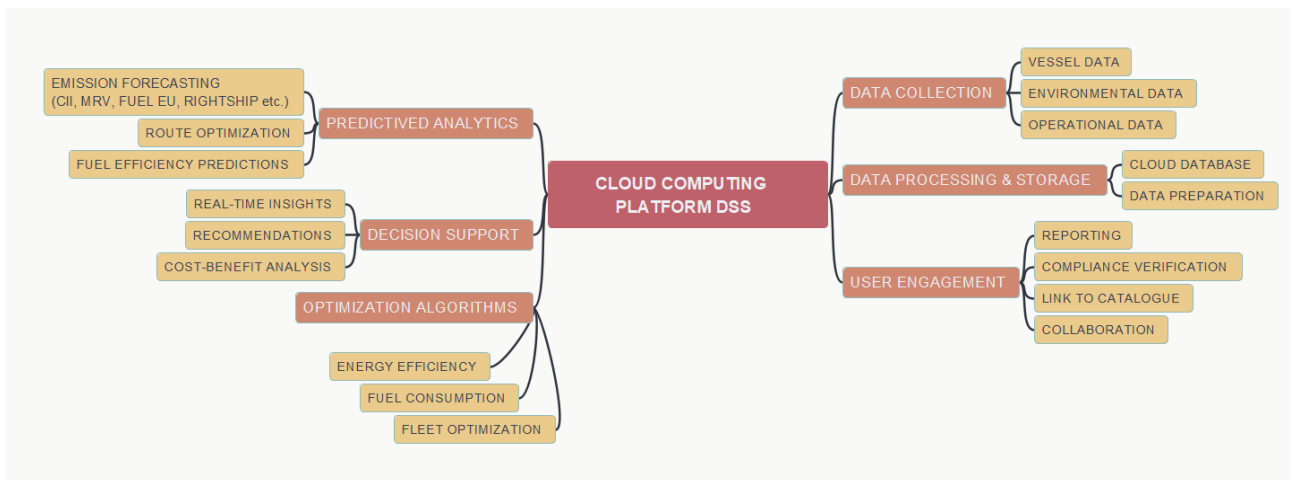 CLOUD COMPUTING
PLATFORM DSS
PREDICTIVED ANALYTICS
EMISSION FORECASTING
(CII, MRV, FUEL EU, RIGHTSHIP etc.)
ROUTE OPTIMIZATION
FUEL EFFICIENCY PREDICTIONS
DECISION SUPPORT
REAL-TIME INSIGHTS
RECOMMENDATIONS
COST-BENEFIT ANALYSIS
OPTIMIZATION ALGORITHMS
ENERGY EFFICIENCY
FUEL CONSUMPTION
FLEET OPTIMIZATION
DATA COLLECTION
VESSEL DATA
ENVIRONMENTAL DATA
OPERATIONAL DATA
DATA PROCESSING & STORAGE
CLOUD DATABASE
DATA PREPARATION
USER ENGAGEMENT
REPORTING
COMPLIANCE VERIFICATION
LINK TO CATALOGUE
COLLABORATION